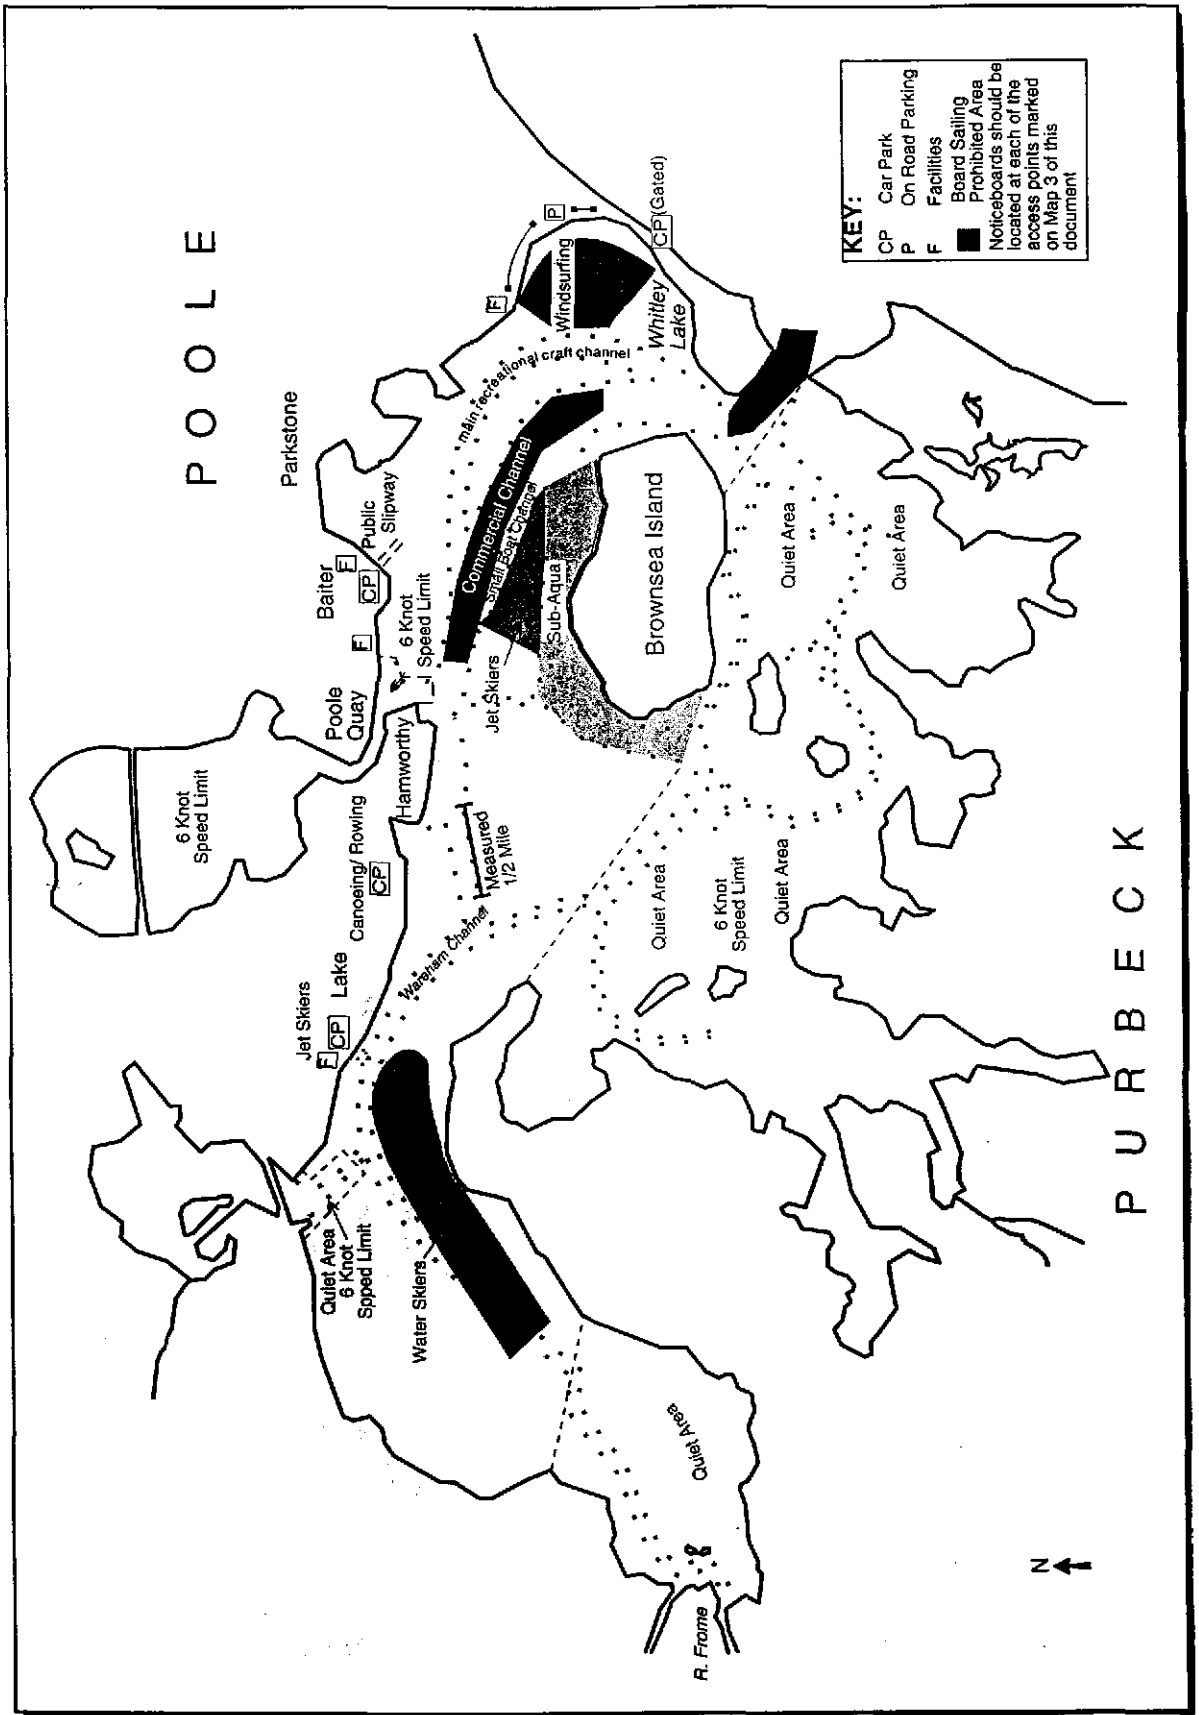 POOLE
Parkstone
Baiter
F
CP
Public
Slipway
F
Poole
Quay
6 Knot
Speed Limit
6 Knot
Speed Limit
Hamworthy
Canoeing/ Rowing
CP
Jet Skiers
F
CP
Lake
Wareham Channel
Measured
1/2 Mile
Quiet Area
6 Knot
Spped Limit
Water Skiers
Quiet Area
R. Frome
F
P
Windsurfing
CP
(Gated)
Whitley
Lake
main recreational craft channel
Commercial Channel
Small Boat Channel
Jet Skiers
Sub-Aqua
Brownsea Island
Quiet Area
Quiet Area
Quiet Area
6 Knot
Speed Limit
Quiet Area
PURBECK
N
KEY:
CP Car Park
P On Road Parking
F Facilities
Board Sailing
Prohibited Area
Noticeboards should be
located at each of the
access points marked
on Map 3 of this
document